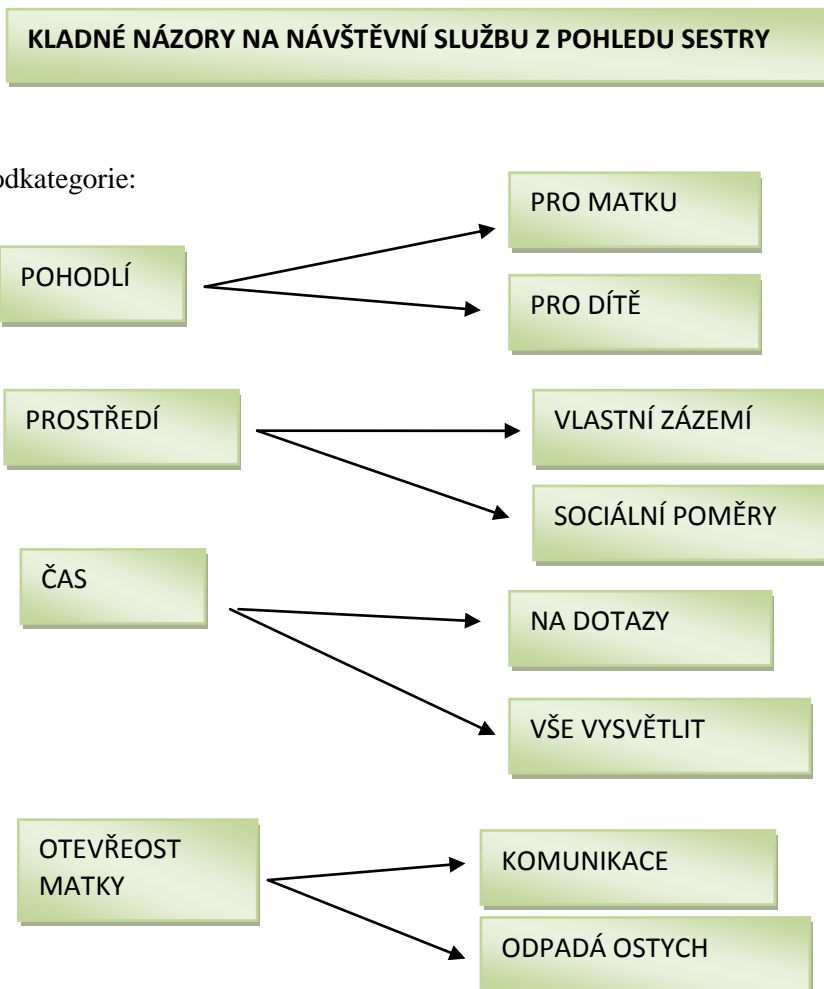 KLADNÉ NÁZORY NA NÁVŠTĚVNÍ SLUŽBU Z POHLEDU SESTRY
odkategorie:
POHODLÍ
PRO MATKU
PRO DÍTĚ
PROSTŘEDÍ
VLASTNÍ ZÁZEMÍ
SOCIÁLNÍ POMĚRY
ČAS
NA DOTAZY
VŠE VYSVĚTLIT
OTEVŘEOST
MATKY
KOMUNIKACE
ODPADÁ OSTYCH